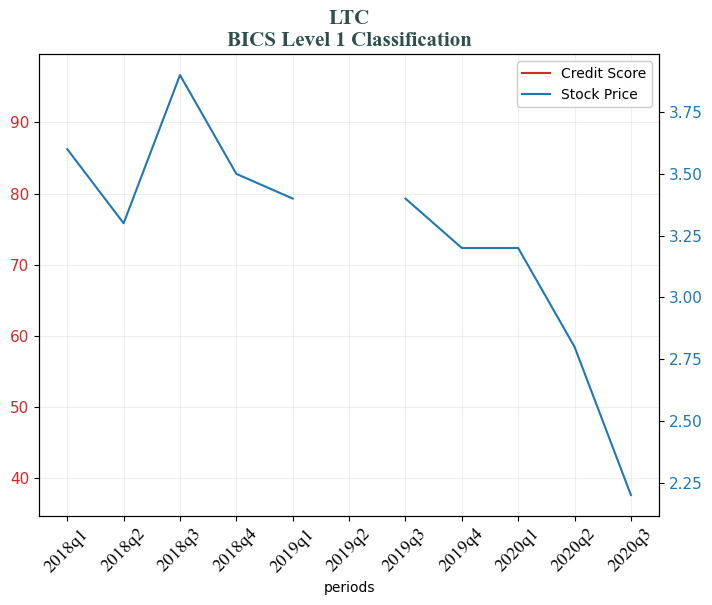 LTC
BICS Level 1 Classification
Credit Score
Stock Price
90
80
70
60
50
40
3.75
3.50
3.25
3.00
2.75
2.50
2.25
2018q1
2018q2
2018q3
2018q4
2019q1
2019q2
2019q3
2019q4
2020q1
2020q2
2020q3
periods